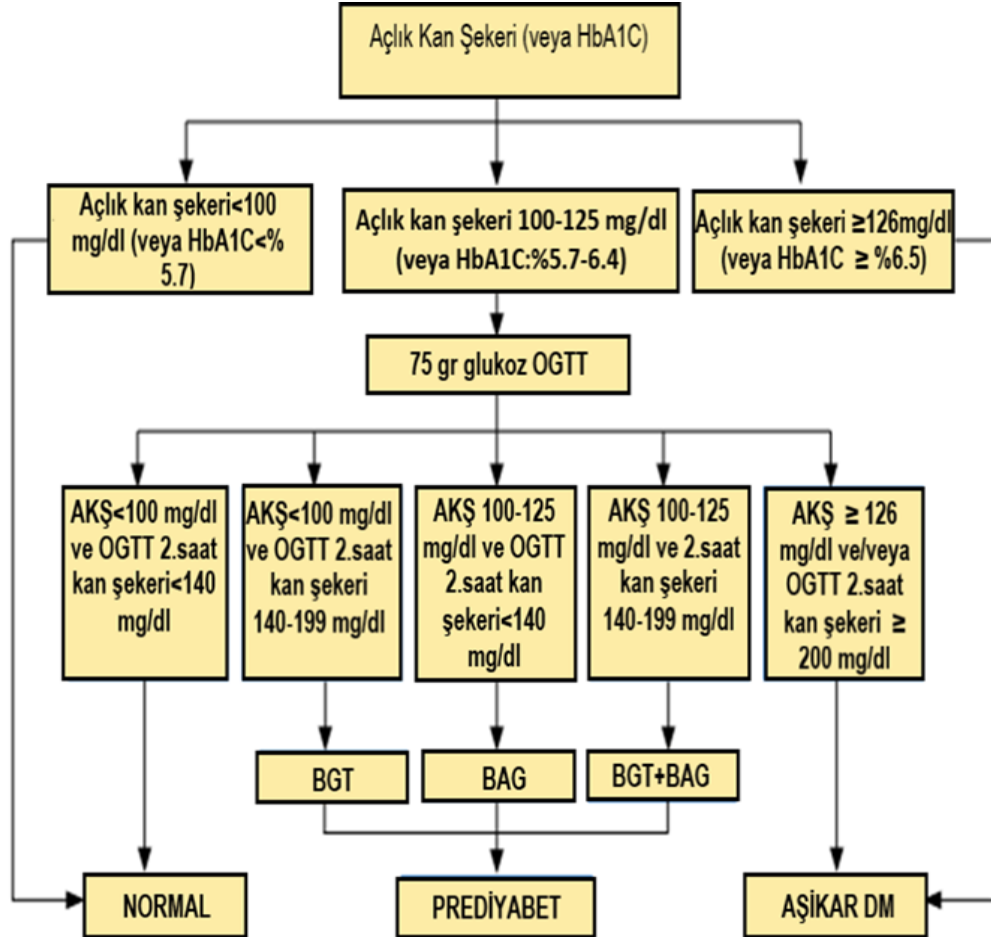 Açlık Kan Şekeri (veya HbA1C)
Açlık kan şekeri<100
mg/dl (veya HbA1C<%
5.7)
Açlık kan şekeri 100-125 mg/dl
(veya HbA1C:%5.7-6.4)
Açlık kan şekeri ≥126mg/dl
(veya HbA1C ≥ %6.5)
75 gr glukoz OGTT
AKŞ<100 mg/dl
ve OGTT 2.saat
kan şekeri<140
mg/dl
AKŞ<100 mg/dl
ve OGTT 2.saat
kan şekeri
140-199 mg/dl
AKŞ 100-125
mg/dl ve OGTT
2.saat kan
şekeri<140
mg/dl
AKŞ 100-125
mg/dl ve 2.saat
kan şekeri
140-199 mg/dl
AKŞ ≥ 126
mg/dl ve/veya
OGTT 2.saat
kan şekeri ≥
200 mg/dl
BGT
BAG
BGT+BAG
NORMAL
PREDİYABET
AŞİKAR DM